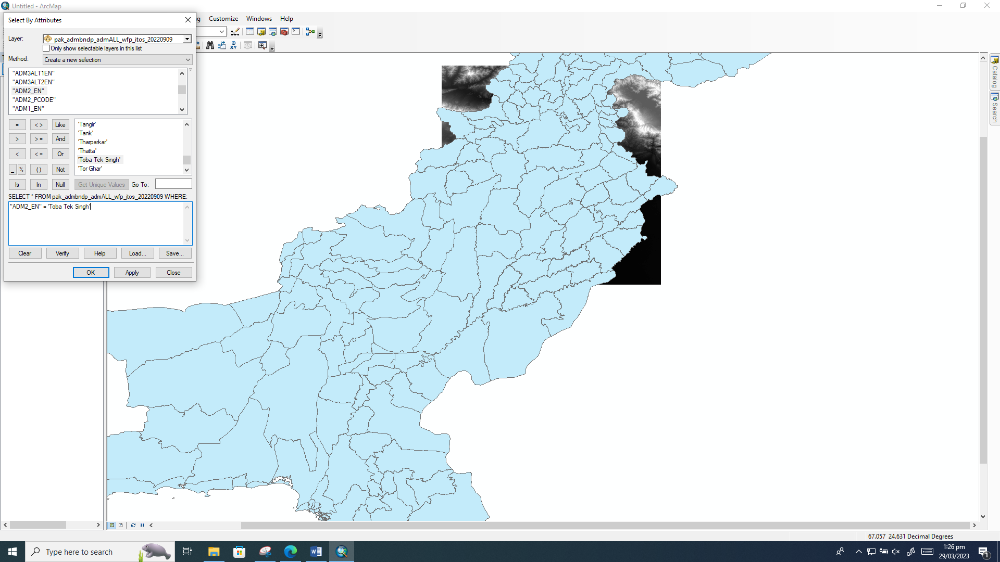 Untitled - ArcMap
Select By Attributes
ng Customize Windows Help
Layer: pak_admbndp_admALL_wfp_itos_20220909
Only show selectable layers in this list
Method: Create a new selection
"ADM3ALT1EN"
"ADM3ALT2EN"
"ADM2_EN"
"ADM2_PCODE"
"ADM1_EN"
= < > Like
> > = And
< < = Or
_ % ( ) Not
Is In Null
'Tangir'
'Tank'
'Tharparkar'
'Thatta'
'Toba Tek Singh'
'Tor Ghar'
Get Unique Values Go To:
SELECT * FROM pak_admbndp_admALL_wfp_itos_20220909 WHERE:
"ADM2_EN" = 'Toba Tek Singh'
Clear Verify Help Load... Save...
OK Apply Close
XY
Catalog
Search
67.057 24.631 Decimal Degrees
Type here to search
1:26 pm
29/03/2023
1